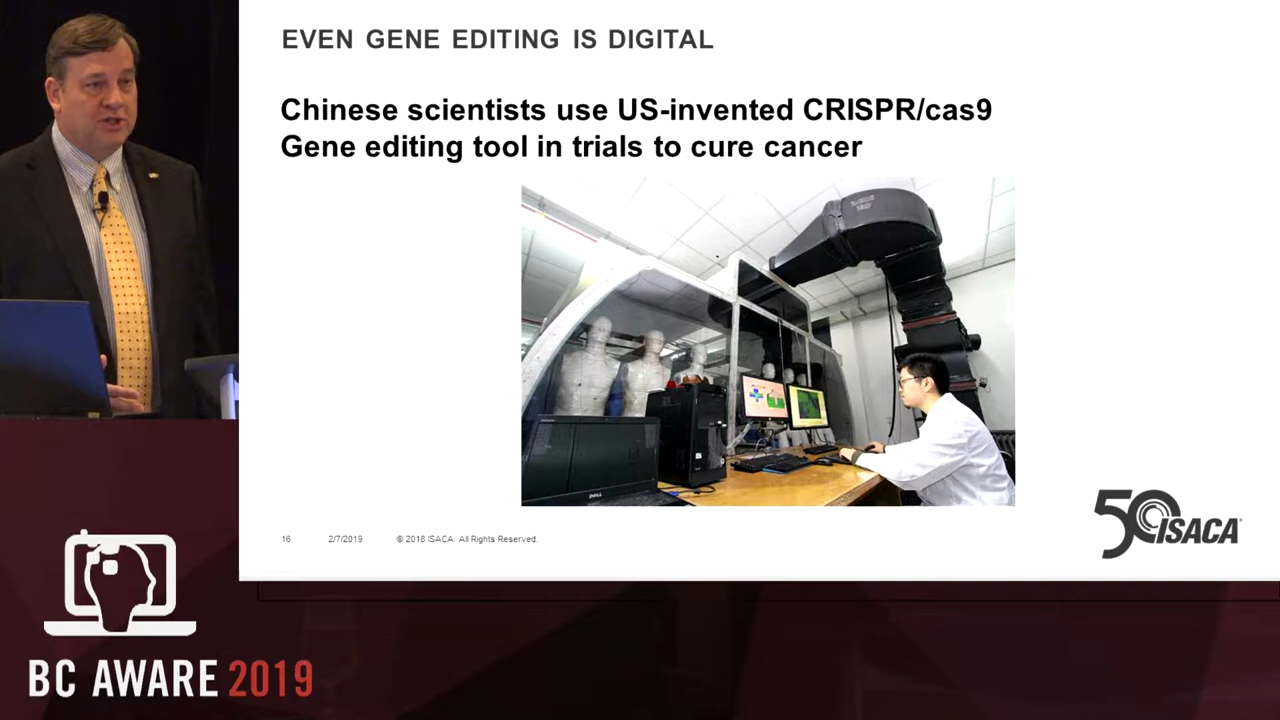 EVEN GENE EDITING IS DIGITAL
Chinese scientists use US-invented CRISPR/cas9
Gene editing tool in trials to cure cancer
DELL
16 2/7/2019 © 2018 ISACA. All Rights Reserved.
50 ISACA®
BC AWARE 2019